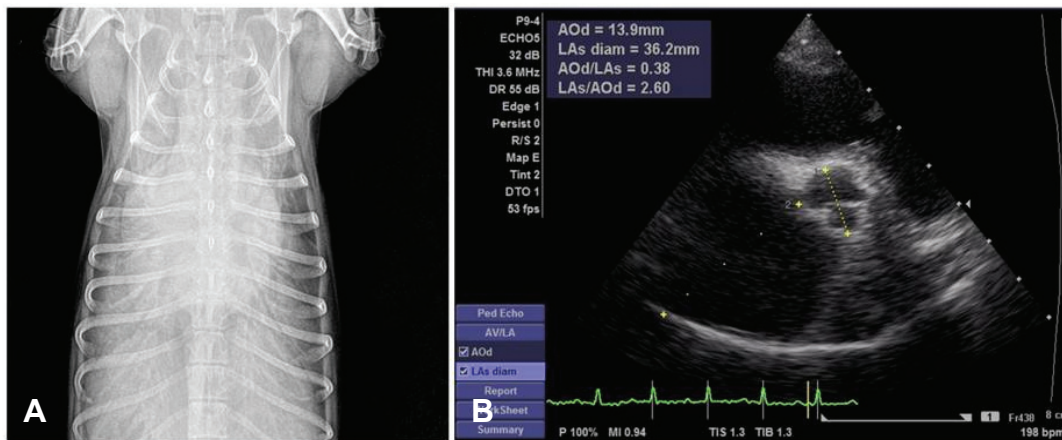 A
P9-4
ECHO5
32 dB
THI 3.6 MHz
DR 55 dB
Edge 1
Persist 0
R/S 2
Map E
Tint 2
DTO 1
53 fps
AOd = 13.9mm
LAs diam = 36.2mm
AOd/LAs = 0.38
LAs/AOd = 2.60
2
Ped Echo
AV/LA
AOd
LAs diam
Report
Summary
B
1 Fr430 8 c
P 100% MI 0.94 TIS 1.3 TIB 1.3 198 bpm